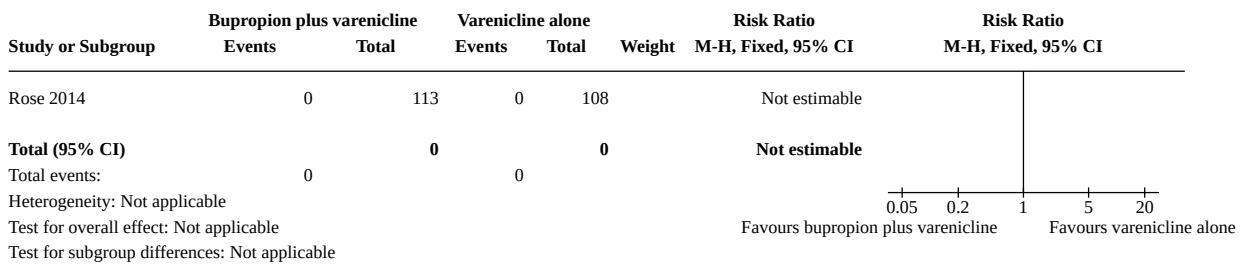 Bupropion plus varenicline Varenicline alone Risk Ratio Risk Ratio
Study or Subgroup Events Total Events Total Weight M-H, Fixed, 95% CI M-H, Fixed, 95% CI
Rose 2014 0 113 0 108 Not estimable
Total (95% CI) 0 0 Not estimable
Total events: 0 0
Heterogeneity: Not applicable
0.05 0.2 1 5 20
Test for overall effect: Not applicable Favours bupropion plus varenicline Favours varenicline alone
Test for subgroup differences: Not applicable